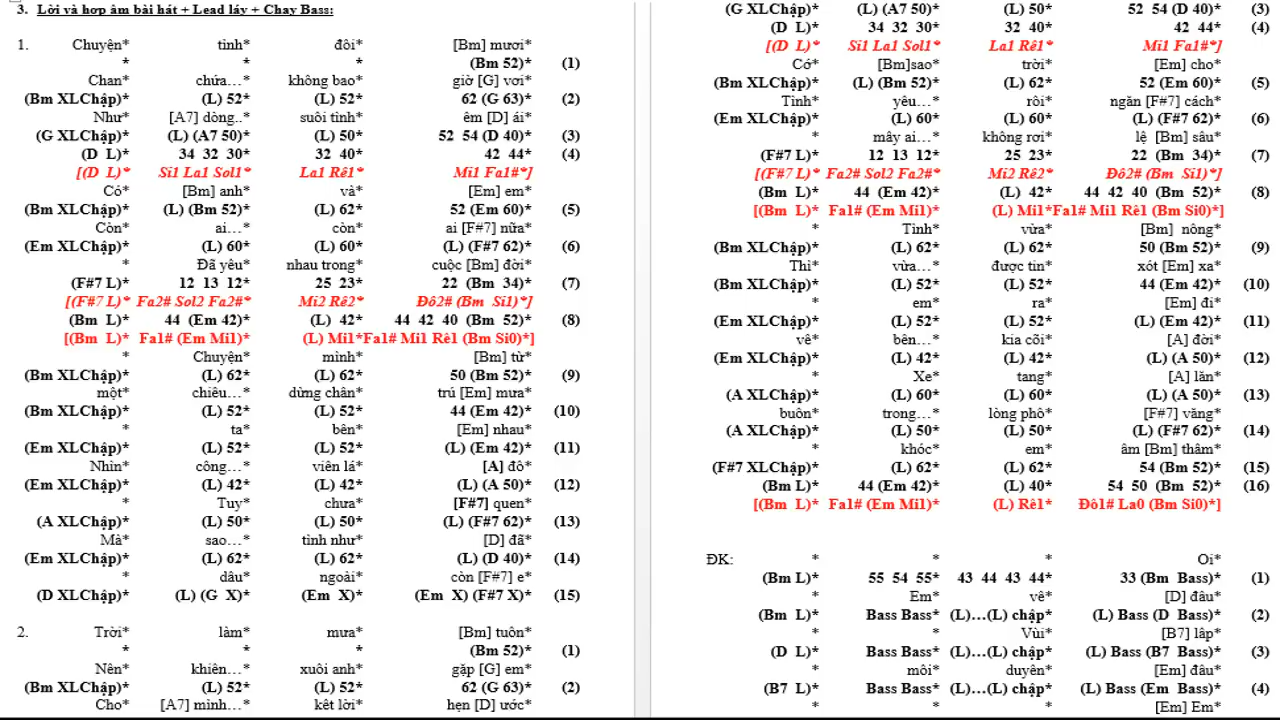 3. Lời và hợp âm bài hát + Lead láy + Chạy Bass:
1. Chuyện* tình* đôi* [Bm] mươi*
* * * (Bm 52)* (1)
Chan* chứa…* không bao* giờ [G] vơi*
(Bm XLChập)* (L) 52* (L) 52* 62 (G 63)* (2)
Như* [A7] dòng..* suối tình* êm [D] ái*
(G XLChập)* (L) (A7 50)* (L) 50* 52 54 (D 40)* (3)
(D L)* 34 32 30* 32 40* 42 44* (4)
[(D L)* Si1 La1 Sol1* La1 Rê1* Mi1 Fa1#*]
Có* [Bm] anh* và* [Em] em*
(Bm XLChập)* (L) (Bm 52)* (L) 62* 52 (Em 60)* (5)
Còn* ai…* còn* ai [F#7] nữa*
(Em XLChập)* (L) 60* (L) 60* (L) (F#7 62)* (6)
* Đã yêu* nhau trong* cuộc [Bm] đời*
(F#7 L)* 12 13 12* 25 23* 22 (Bm 34)* (7)
[(F#7 L)* Fa2# Sol2 Fa2#* Mi2 Rê2* Đô2# (Bm Si1)*]
(Bm L)* 44 (Em 42)* (L) 42* 44 42 40 (Bm 52)* (8)
[(Bm L)* Fa1# (Em Mi1)* (L) Mi1*Fa1# Mi1 Rê1 (Bm Si0)*]
* Chuyện* mình* [Bm] từ*
(Bm XLChập)* (L) 62* (L) 62* 50 (Bm 52)* (9)
một* chiều…* dừng chân* trú [Em] mưa*
(Bm XLChập)* (L) 52* (L) 52* 44 (Em 42)* (10)
* ta* bên* [Em] nhau*
(Em XLChập)* (L) 52* (L) 52* (L) (Em 42)* (11)
Nhìn* công…* viên lá* [A] đổ*
(Em XLChập)* (L) 42* (L) 42* (L) (A 50)* (12)
* Tuy* chưa* [F#7] quen*
(A XLChập)* (L) 50* (L) 50* (L) (F#7 62)* (13)
Mà* sao…* tình như* [D] đã*
(Em XLChập)* (L) 62* (L) 62* (L) (D 40)* (14)
* dấu* ngoài* còn [F#7] e*
(D XLChập)* (L) (G X)* (Em X)* (Em X) (F#7 X)* (15)
2. Trời* làm* mưa* [Bm] tuôn*
* * * (Bm 52)* (1)
Nên* khiến…* xuôi anh* gặp [G] em*
(Bm XLChập)* (L) 52* (L) 52* 62 (G 63)* (2)
Cho* [A7] mình…* kết lời* hẹn [D] ước*
(G XLChập)* (L) (A7 50)* (L) 50* 52 54 (D 40)* (3)
(D L)* 34 32 30* 32 40* 42 44* (4)
[(D L)* Si1 La1 Sol1* La1 Rê1* Mi1 Fa1#*]
Cớ* [Bm]sao* trời* [Em] cho*
(Bm XLChập)* (L) (Bm 52)* (L) 62* 52 (Em 60)* (5)
Tình* yêu…* rồi* ngăn [F#7] cách*
(Em XLChập)* (L) 60* (L) 60* (L) (F#7 62)* (6)
* mây ai…* không rơi* lệ [Bm] sầu*
(F#7 L)* 12 13 12* 25 23* 22 (Bm 34)* (7)
[(F#7 L)* Fa2# Sol2 Fa2#* Mi2 Rê2* Đô2# (Bm Si1)*]
(Bm L)* 44 (Em 42)* (L) 42* 44 42 40 (Bm 52)* (8)
[(Bm L)* Fa1# (Em Mi1)* (L) Mi1*Fa1# Mi1 Rê1 (Bm Si0)*]
* Tình* vừa* [Bm] nồng*
(Bm XLChập)* (L) 62* (L) 62* 50 (Bm 52)* (9)
Thì* vừa…* được tin* xót [Em] xa*
(Bm XLChập)* (L) 52* (L) 52* 44 (Em 42)* (10)
* em* ra* [Em] đi*
(Em XLChập)* (L) 52* (L) 52* (L) (Em 42)* (11)
về* bên…* kia cõi* [A] đời*
(Em XLChập)* (L) 42* (L) 42* (L) (A 50)* (12)
* Xe* tang* [A] lăn*
(A XLChập)* (L) 60* (L) 60* (L) (A 50)* (13)
buồn* trong…* lòng phố* [F#7] vắng*
(A XLChập)* (L) 50* (L) 50* (L) (F#7 62)* (14)
* khóc* em* âm [Bm] thầm*
(F#7 XLChập)* (L) 62* (L) 62* 54 (Bm 52)* (15)
(Bm L)* 44 (Em 42)* (L) 40* 54 50 (Bm 52)* (16)
[(Bm L)* Fa1# (Em Mi1)* (L) Rê1* Đô1# La0 (Bm Si0)*]
ĐK: * * * Ơi*
(Bm L)* 55 54 55* 43 44 43 44* 33 (Bm Bass)* (1)
* Em* về* [D] đâu*
(Bm L)* Bass Bass* (L)…(L) chập* (L) Bass (D Bass)* (2)
* * Vùi* [B7] lấp*
(D L)* Bass Bass* (L)…(L) chập* (L) Bass (B7 Bass)* (3)
* mối* duyên* [Em] đầu*
(B7 L)* Bass Bass* (L)…(L) chập* (L) Bass (Em Bass)* (4)
* * * [Em] Em*